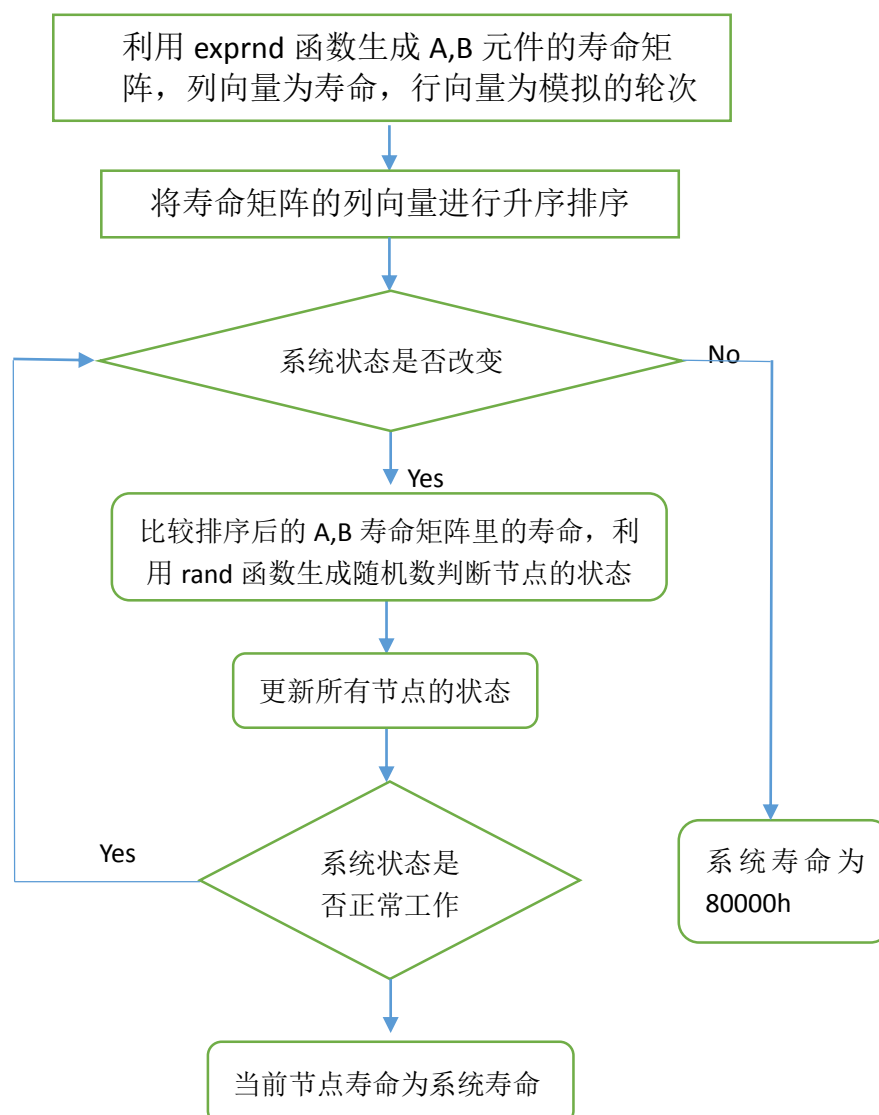 利用 exprnd 函数生成 A,B 元件的寿命矩
阵，列向量为寿命，行向量为模拟的轮次
将寿命矩阵的列向量进行升序排序
系统状态是否改变
No
Yes
比较排序后的 A,B 寿命矩阵里的寿命，利
用 rand 函数生成随机数判断节点的状态
更新所有节点的状态
Yes
系统状态是
否正常工作
系统寿命为
80000h
当前节点寿命为系统寿命